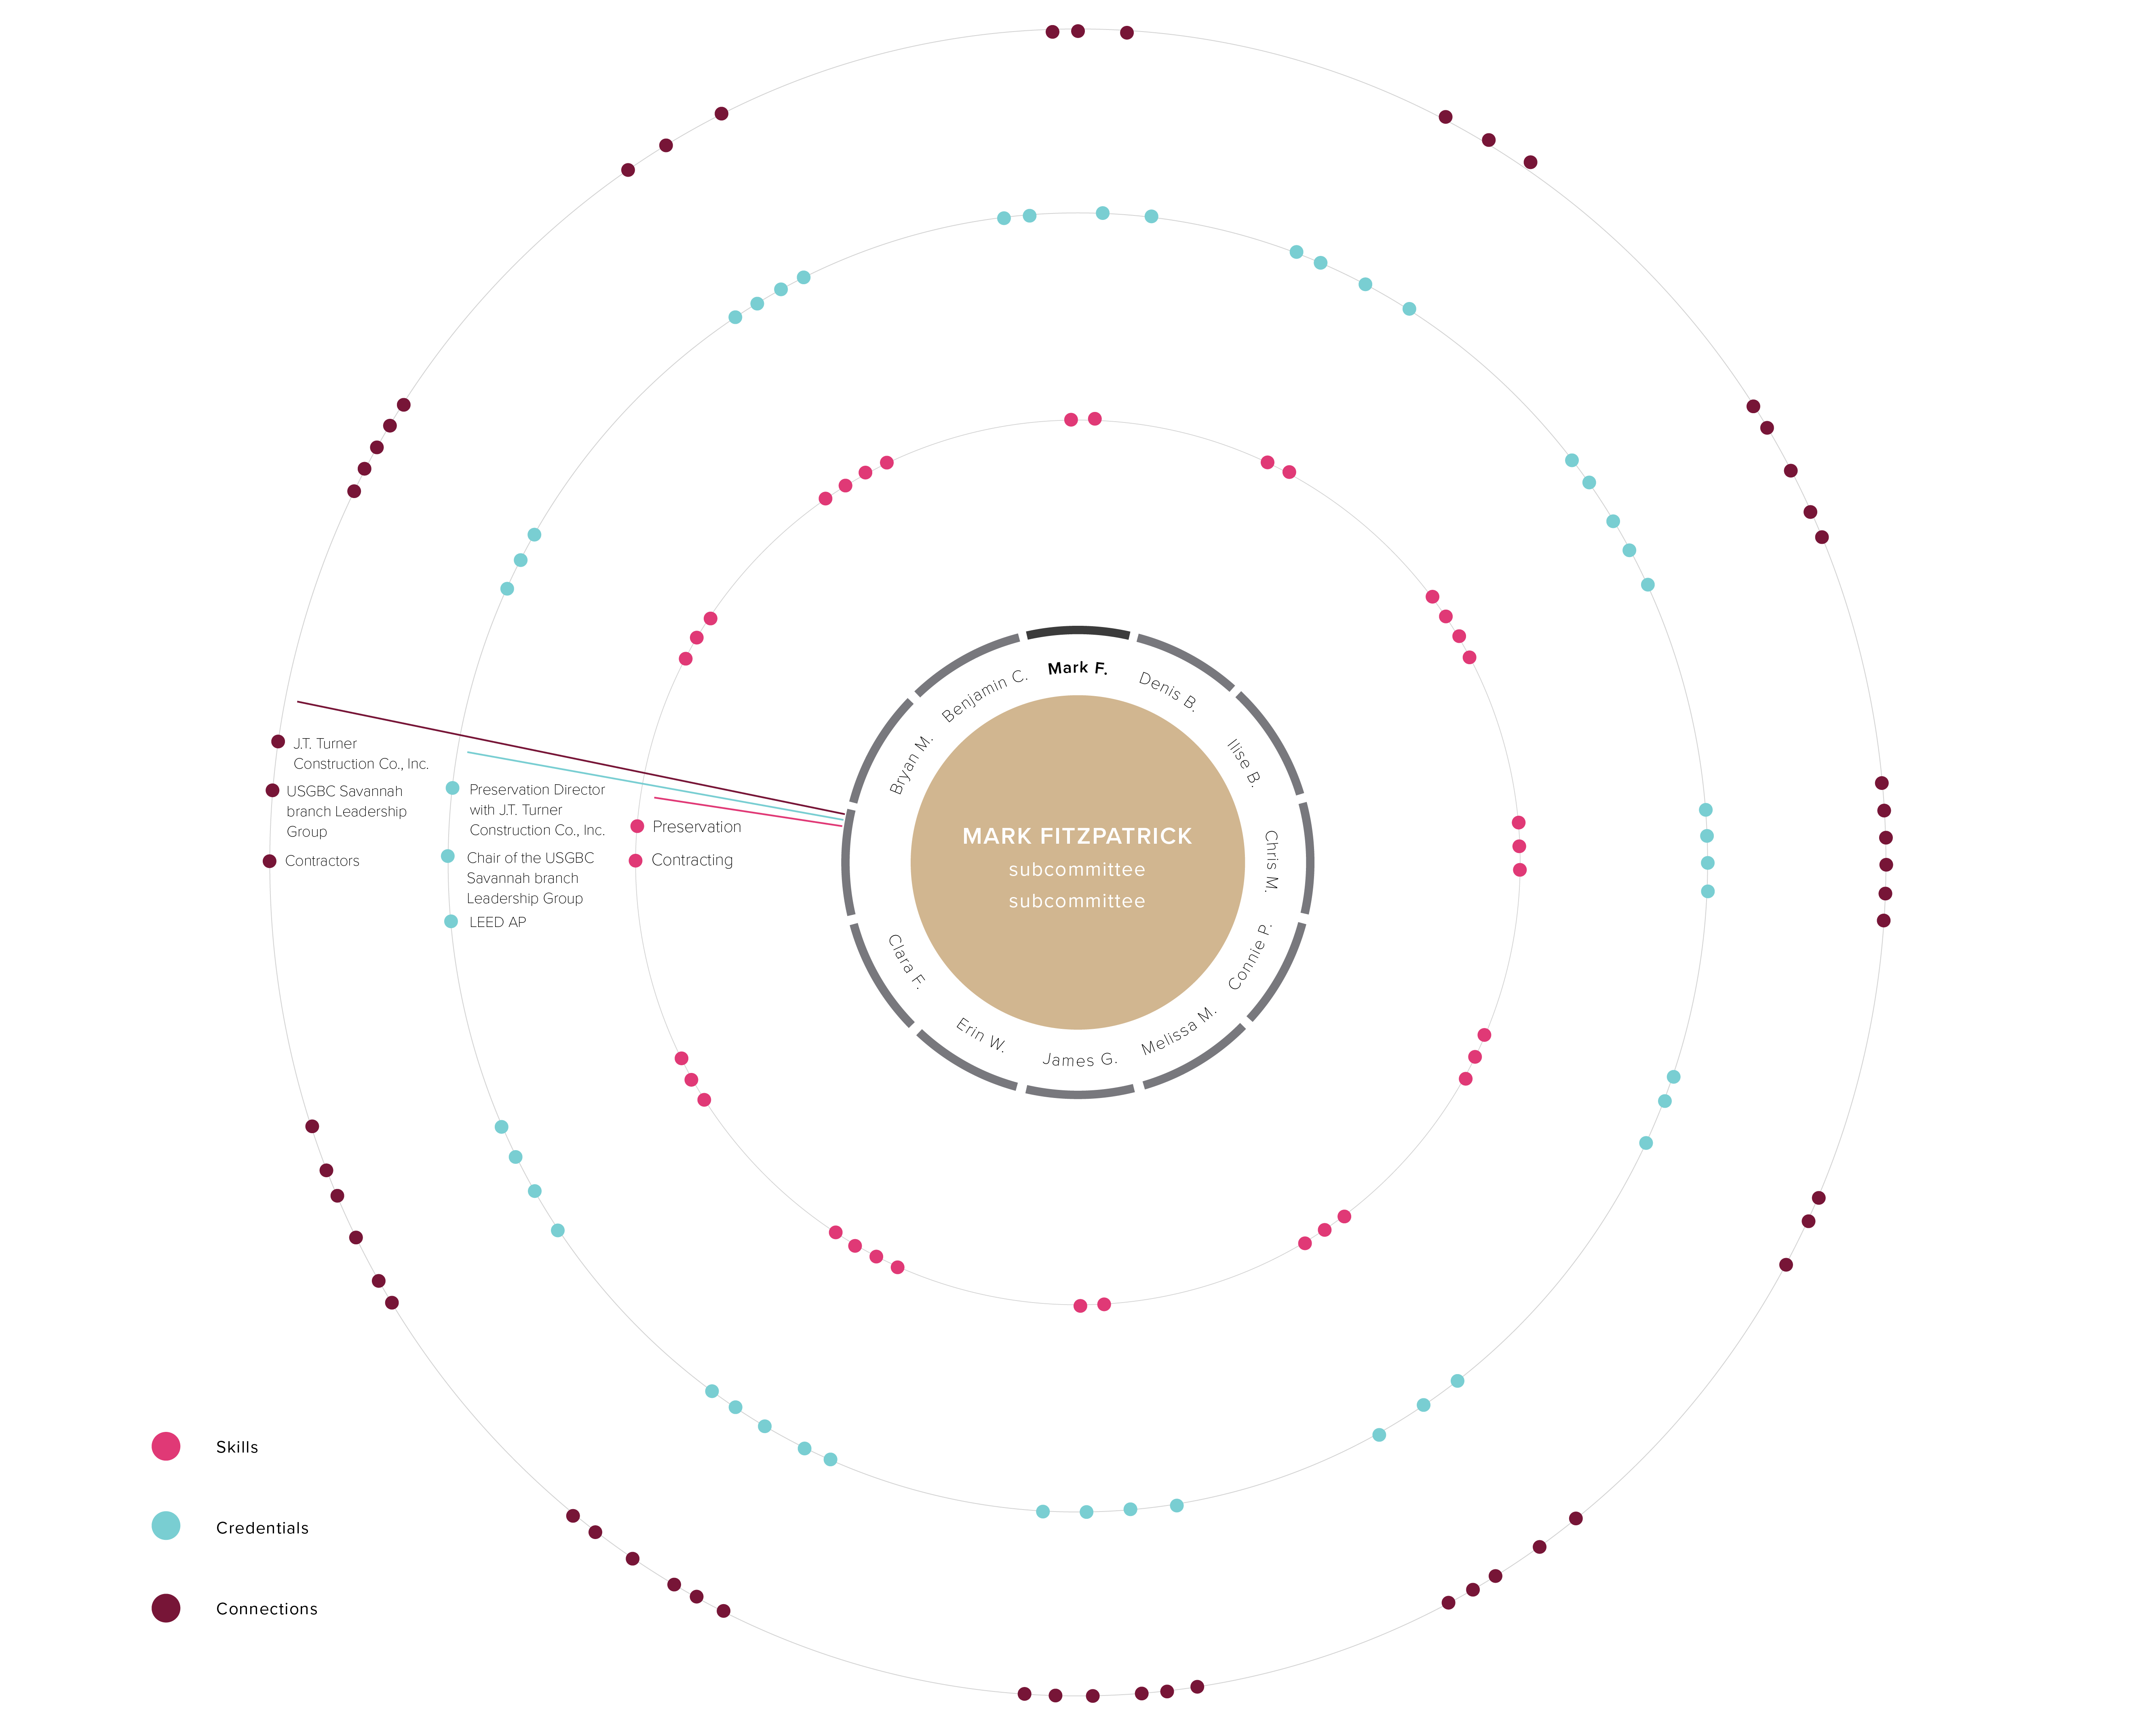 Mark F.
Denis B.
Ilise B.
Chris M.
Connie P.
Melissa M.
James G.
Erin W.
Clara F.
Bryan M.
Benjamin C.
MARK FITZPATRICK
subcommittee
subcommittee
J.T. Turner
Construction Co., Inc.
USGBC Savannah
branch Leadership
Group
Contractors
Preservation Director
with J.T. Turner
Construction Co., Inc.
Chair of the USGBC
Savannah branch
Leadership Group
LEED AP
Preservation
Contracting
Skills
Credentials
Connections